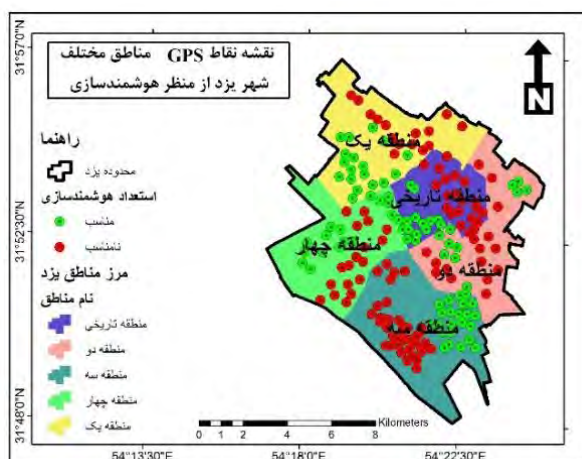 نقشه نقاط GPS مناطق مختلف
شهر یزد از منظر هوشمندسازی
راهنما
محدوده یزد
استعداد هوشمندسازی
مناسب
نامناسب
مرز مناطق یزد
نام مناطق
منطقه تاریخی
منطقه دو
منطقه سه
منطقه چهار
منطقه یک
منطقه یک
منطقه تاریخی
منطقه چهار
منطقه دو
منطقه سه
N
31°57'0"N
31°52'30"N
31°48'0"N
0 1 2 4 6 8
Kilometers
54°13'30"E
54°18'0"E
54°22'30"E